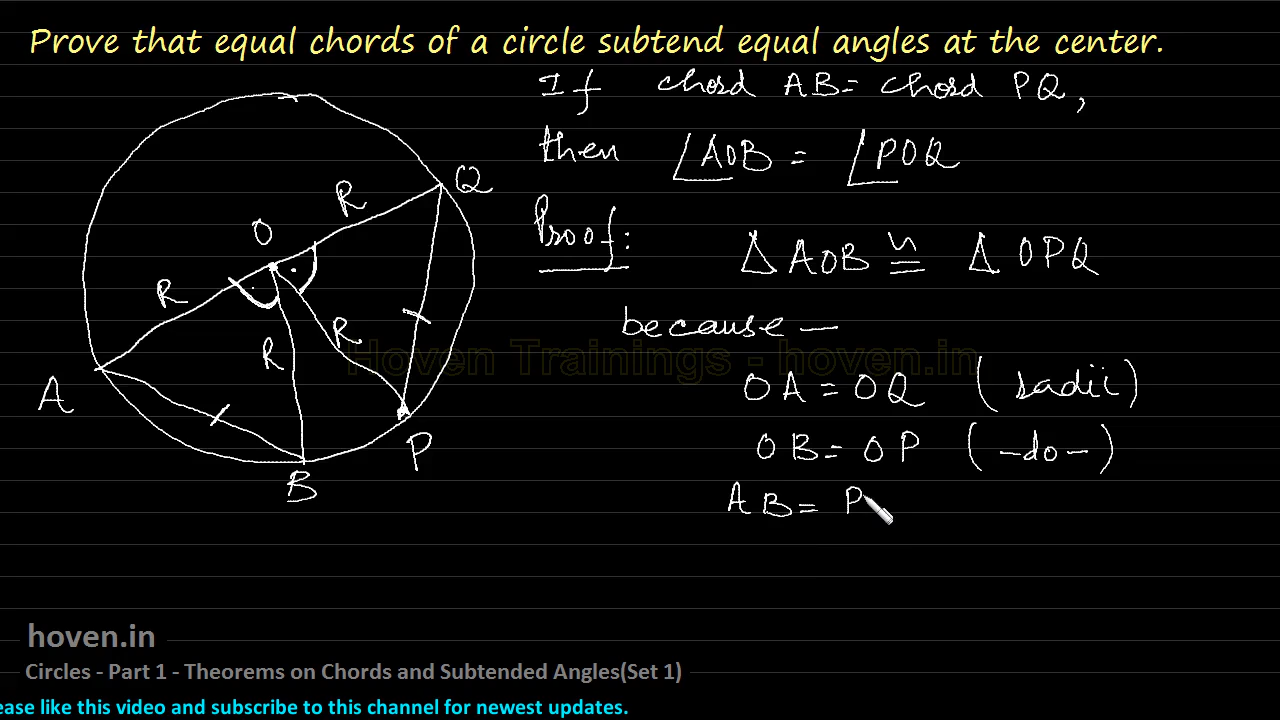 Prove that equal chords of a circle subtend equal angles at the center.
If chord AB = chord PQ,
then ∠AOB = ∠POQ
Proof:
Δ AOB ≅ Δ OPQ
because —
OA = OQ (radii)
OB = OP (-do-)
AB = P
Q
R
O
R
R
R
A
P
B
Hoven Trainings - hoven.in
hoven.in
Circles - Part 1 - Theorems on Chords and Subtended Angles(Set 1)
ease like this video and subscribe to this channel for newest updates.